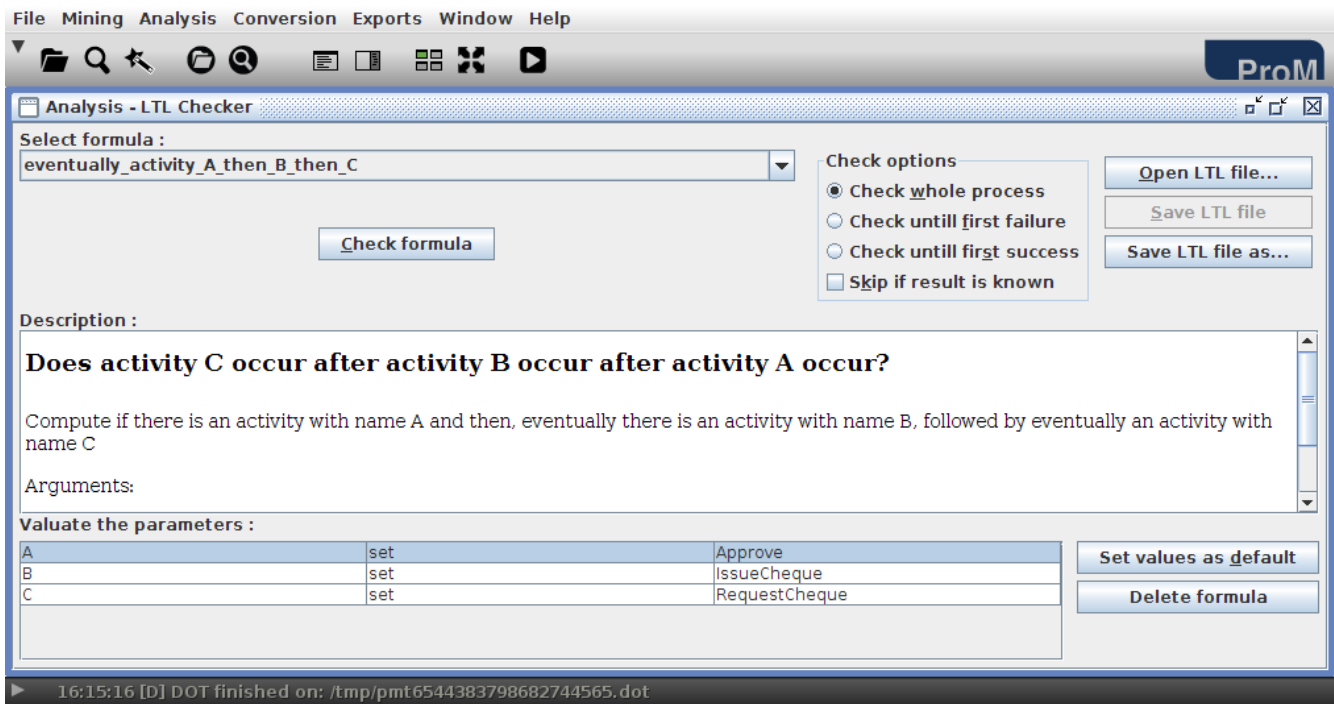 File Mining Analysis Conversion Exports Window Help
ProM
Analysis - LTL Checker
Select formula :
eventually_activity_A_then_B_then_C
Check formula
Check options
Check whole process
Check untill first failure
Check untill first success
Skip if result is known
Open LTL file...
Save LTL file
Save LTL file as...
Description :
Does activity C occur after activity B occur after activity A occur?
Compute if there is an activity with name A and then, eventually there is an activity with name B, followed by eventually an activity with
name C
Arguments:
Valuate the parameters :
A set Approve
B set IssueCheque
C set RequestCheque
Set values as default
Delete formula
16:15:16 [D] DOT finished on: /tmp/pmt6544383798682744565.dot